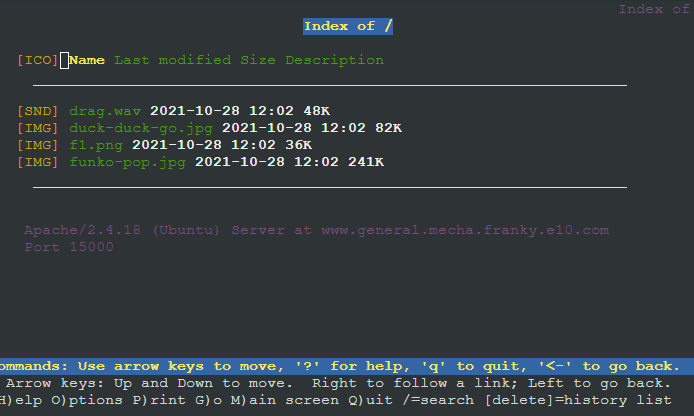 Index of
Index of /
[ICO] Name Last modified Size Description
[SND] drag.wav 2021-10-28 12:02 48K
[IMG] duck-duck-go.jpg 2021-10-28 12:02 82K
[IMG] f1.png 2021-10-28 12:02 36K
[IMG] funko-pop.jpg 2021-10-28 12:02 241K
Apache/2.4.18 (Ubuntu) Server at www.general.mecha.franky.e10.com
Port 15000
ommands: Use arrow keys to move, '?' for help, 'q' to quit, '<-' to go back.
Arrow keys: Up and Down to move.  Right to follow a link; Left to go back.
H)elp O)ptions P)rint G)o M)ain screen Q)uit /=search [delete]=history list